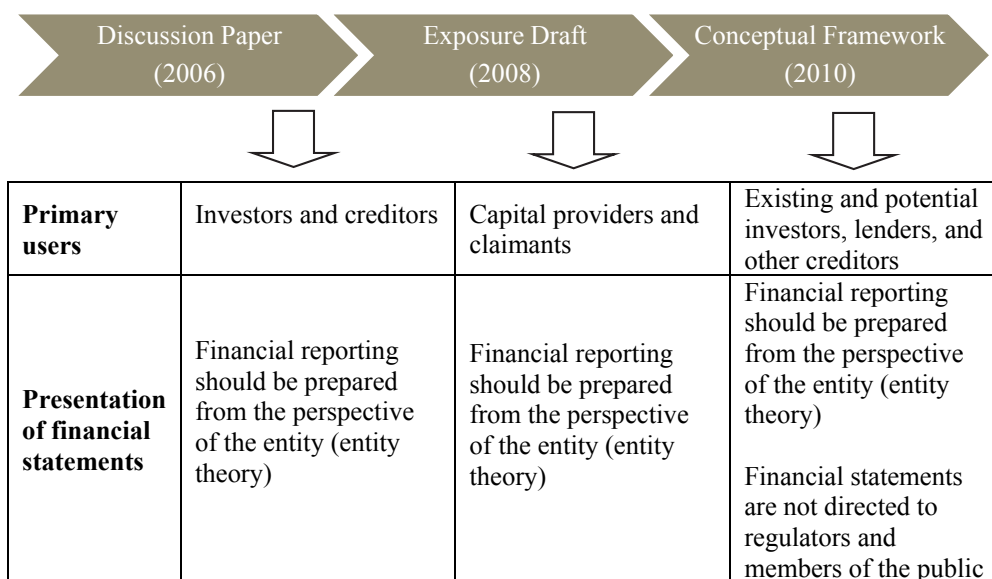 Discussion Paper
(2006)
Exposure Draft
(2008)
Conceptual Framework
(2010)
Primary
users
Investors and creditors
Capital providers and
claimants
Existing and potential
investors, lenders, and
other creditors
Presentation
of financial
statements
Financial reporting
should be prepared
from the perspective
of the entity (entity
theory)
Financial reporting
should be prepared
from the perspective
of the entity (entity
theory)
Financial reporting
should be prepared
from the perspective
of the entity (entity
theory)
Financial statements
are not directed to
regulators and
members of the public